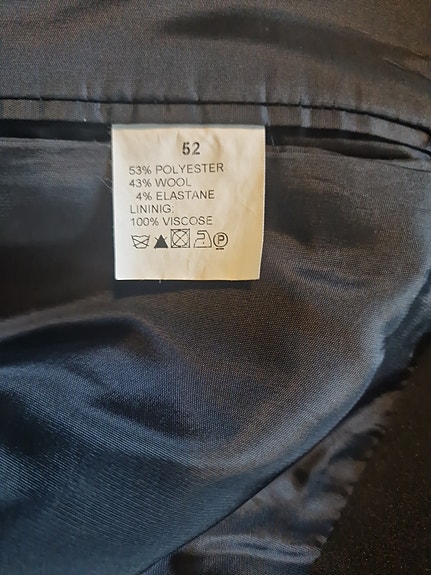 52
53% POLYESTER
43% WOOL
4% ELASTANE
LININIG:
100% VISCOSE
P